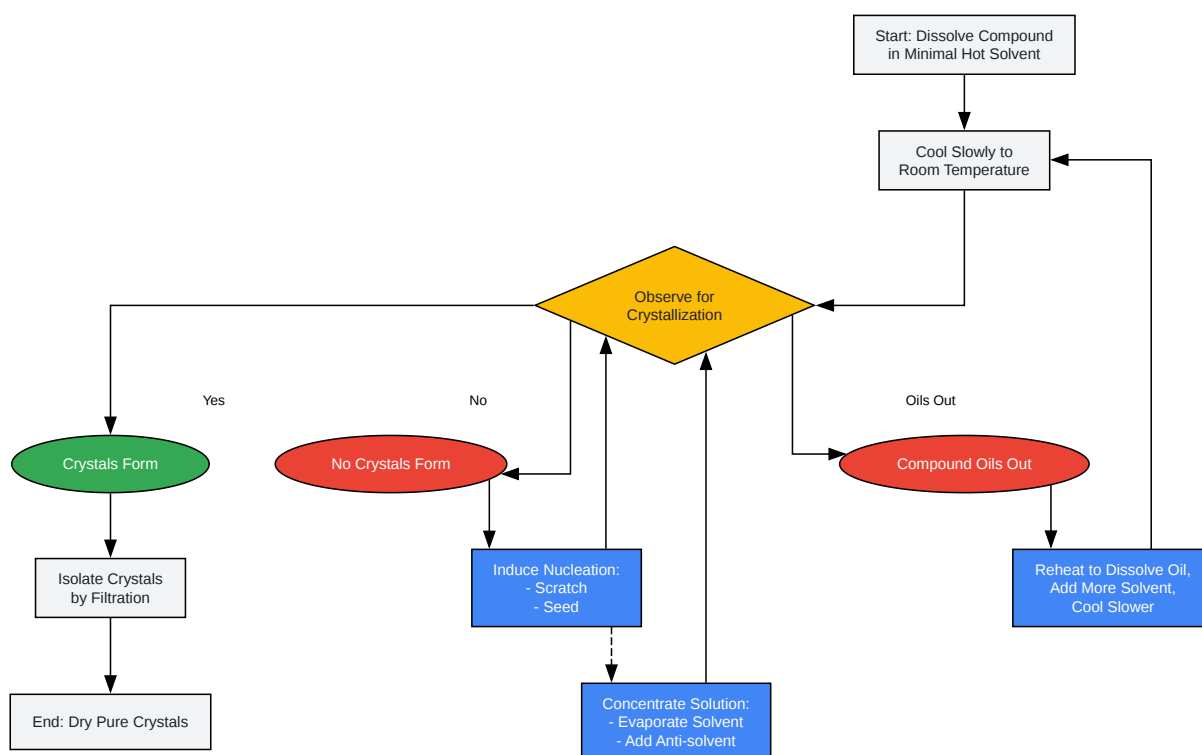 Start: Dissolve Compound
in Minimal Hot Solvent
Cool Slowly to
Room Temperature
Observe for
Crystallization
Yes
No
Oils Out
Crystals Form
No Crystals Form
Compound Oils Out
Isolate Crystals
by Filtration
Induce Nucleation:
- Scratch
- Seed
Reheat to Dissolve Oil,
Add More Solvent,
Cool Slower
End: Dry Pure Crystals
Concentrate Solution:
- Evaporate Solvent
- Add Anti-solvent